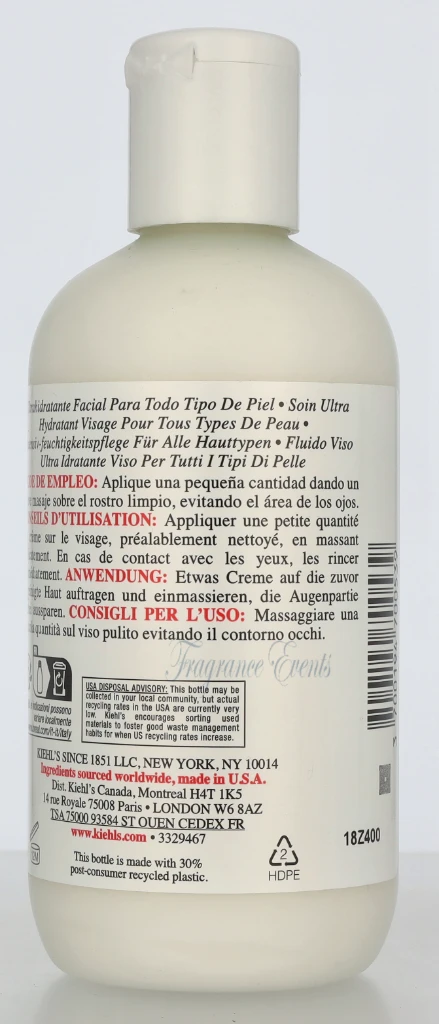 hidratante Facial Para Todo Tipo De Piel • Soin Ultra
Hydratant Visage Pour Tous Types De Peau •
-feuchtigkeitspflege Für Alle Hauttypen • Fluido Viso
Ultra Idratante Viso Per Tutti I Tipi Di Pelle
DE EMPLEO: Aplique una pequeña cantidad dando un
masaje sobre el rostro limpio, evitando el área de los ojos.
SEILS D'UTILISATION: Appliquer une petite quantité
sur le visage, préalablement nettoyé, en massant
En cas de contact avec les yeux, les rincer
ANWENDUNG: Etwas Creme auf die zuvor
Haut auftragen und einmassieren, die Augenpartie
aussparen. CONSIGLI PER L'USO: Massaggiare una
quantità sul viso pulito evitando il contorno occhi.
Fragrance Events
USA DISPOSAL ADVISORY: This bottle may be
collected in your local community, but actual
recycling rates in the USA are currently very
low. Kiehl's encourages sorting used
materials to foster good waste management
habits for when US recycling rates increase.
indicazioni possono
variare localmente
KIEHL'S SINCE 1851 LLC, NEW YORK, NY 10014
Ingredients sourced worldwide, made in U.S.A.
Dist. Kiehl's Canada, Montreal H4T 1K5
14 rue Royale 75008 Paris • LONDON W6 8AZ
TSA 75000 93584 ST OUEN CEDEX FR
www.kiehls.com • 3329467
This bottle is made with 30%
post-consumer recycled plastic.
2
HDPE
18Z400